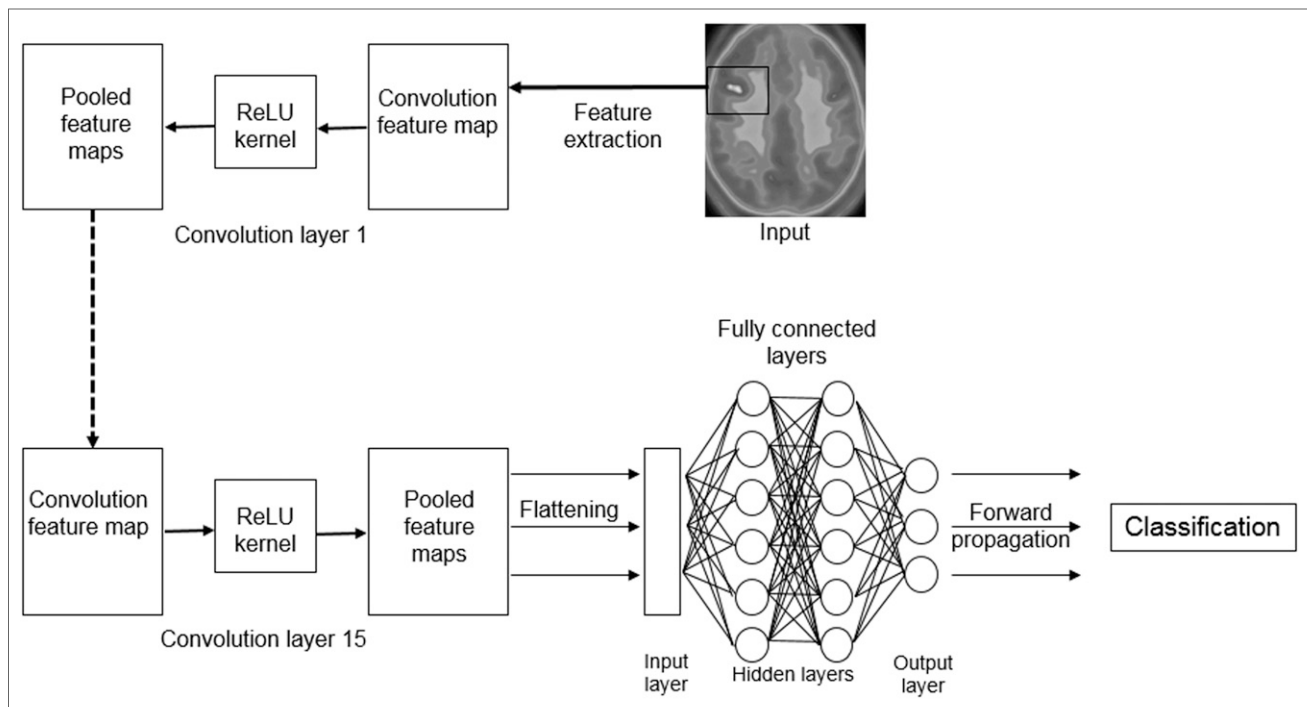 Pooled
feature
maps
ReLU
kernel
Convolution
feature map
Feature
extraction
Input
Convolution layer 1
Fully connected
layers
Convolution
feature map
ReLU
kernel
Pooled
feature
maps
Flattening
Forward
propagation
Classification
Convolution layer 15
Input
layer
Hidden layers
Output
layer